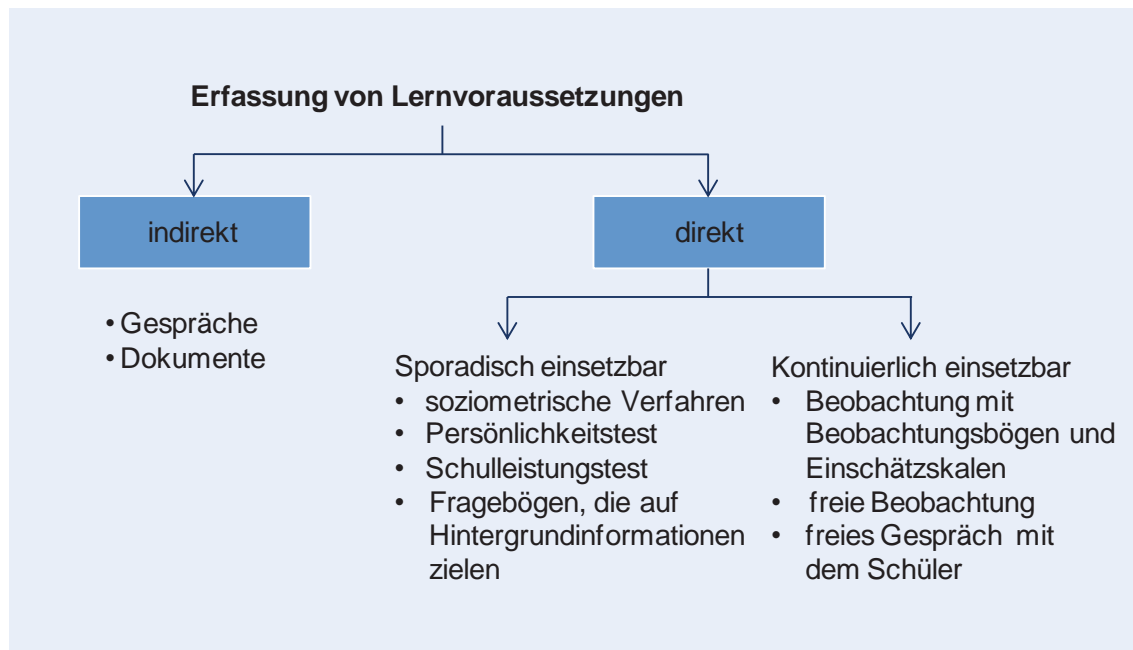 Erfassung von Lernvoraussetzungen
indirekt
• Gespräche
• Dokumente
direkt
Sporadisch einsetzbar
• soziometrische Verfahren
• Persönlichkeitstest
• Schulleistungstest
• Fragebögen, die auf
Hintergrundinformationen
zielen
Kontinuierlich einsetzbar
• Beobachtung mit
Beobachtungsbögen und
Einschätzskalen
• freie Beobachtung
• freies Gespräch mit
dem Schüler